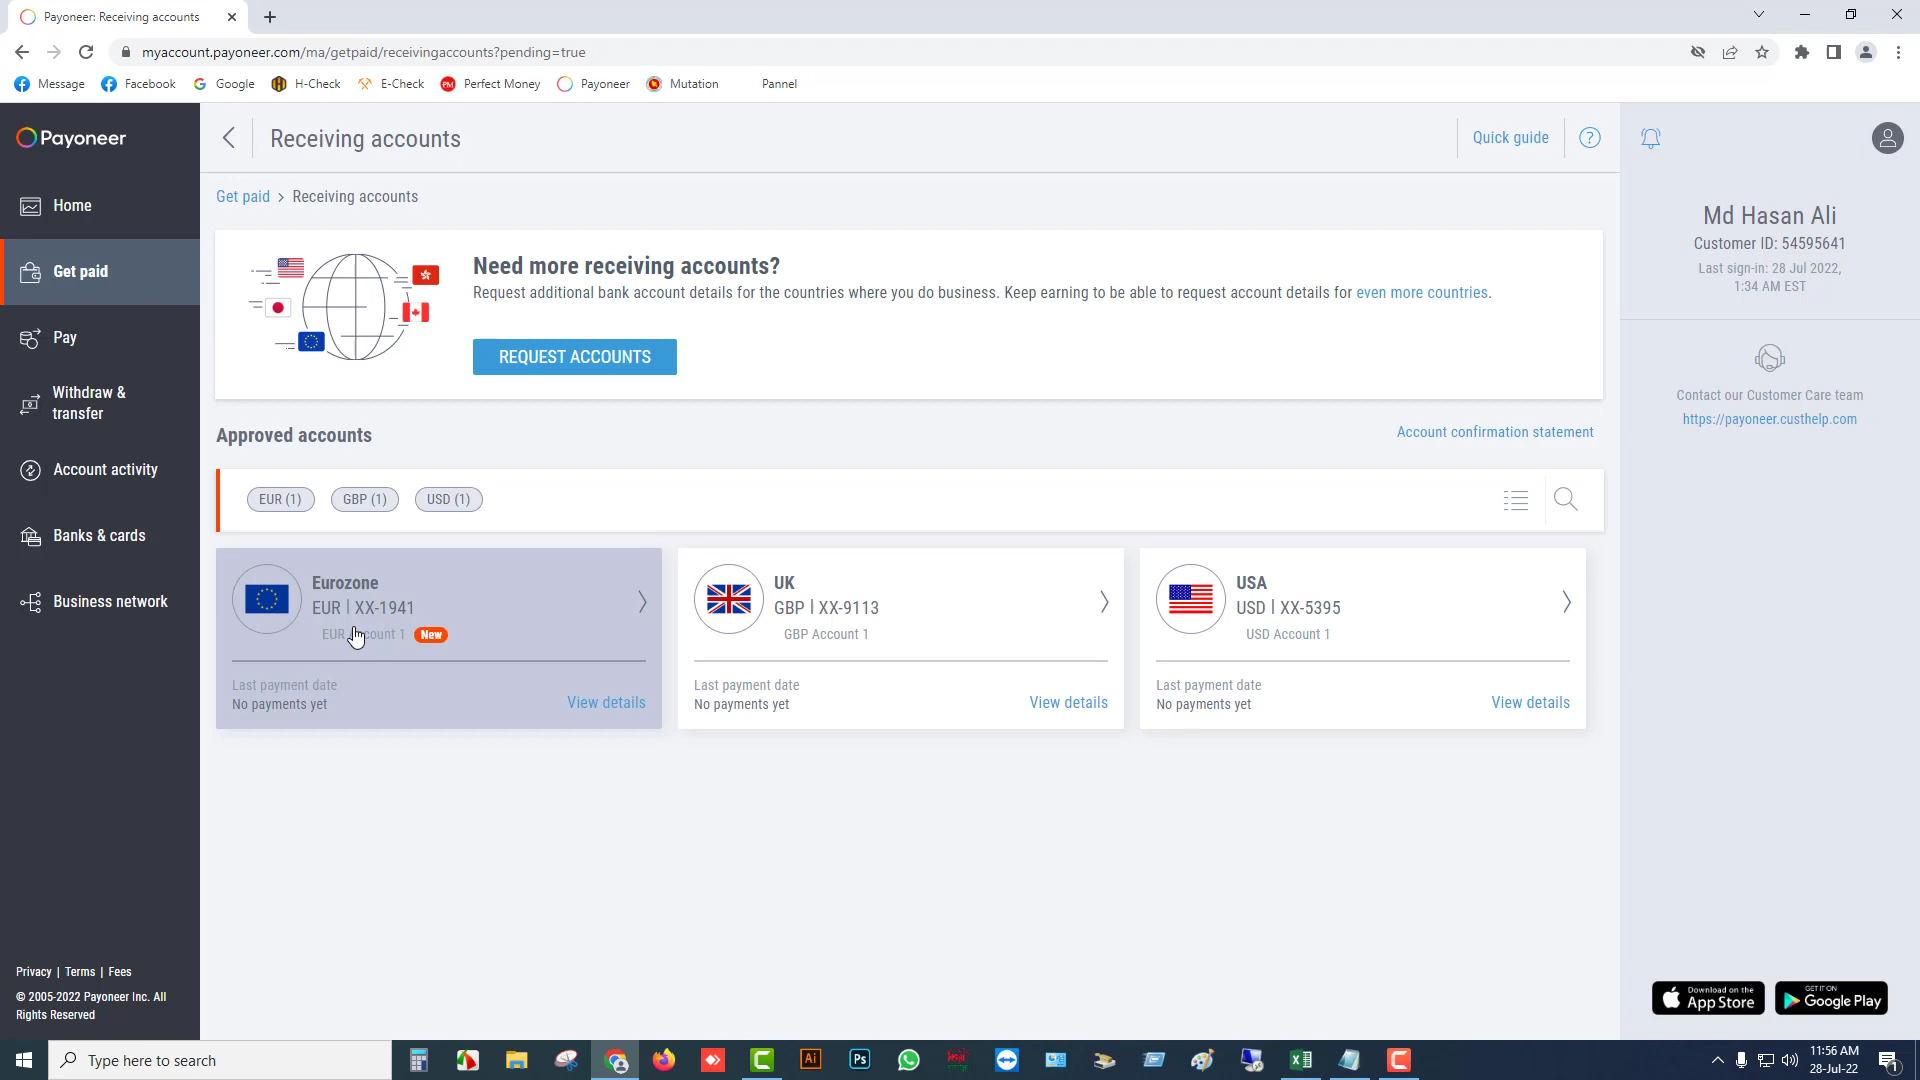 Payoneer: Receiving accounts
myaccount.payoneer.com/ma/getpaid/receivingaccounts?pending=true
Message
Facebook
Google
H-Check
E-Check
Perfect Money
Payoneer
Mutation
Pannel
Payoneer
Home
Get paid
Pay
Withdraw &
transfer
Account activity
Banks & cards
Business network
Privacy | Terms | Fees
© 2005-2022 Payoneer Inc. All
Rights Reserved
Receiving accounts
Quick guide
?
Get paid > Receiving accounts
Need more receiving accounts?
Request additional bank account details for the countries where you do business. Keep earning to be able to request account details for even more countries.
REQUEST ACCOUNTS
Approved accounts
Account confirmation statement
EUR (1)
GBP (1)
USD (1)
Eurozone
EUR | XX-1941
EUR Account 1 New
Last payment date
No payments yet
View details
UK
GBP | XX-9113
GBP Account 1
Last payment date
No payments yet
View details
USA
USD | XX-5395
USD Account 1
Last payment date
No payments yet
View details
Md Hasan Ali
Customer ID: 54595641
Last sign-in: 28 Jul 2022,
1:34 AM EST
Contact our Customer Care team
https://payoneer.custhelp.com
Download on the
App Store
GET IT ON
Google Play
Type here to search
Ai
Ps
11:56 AM
28-Jul-22
1